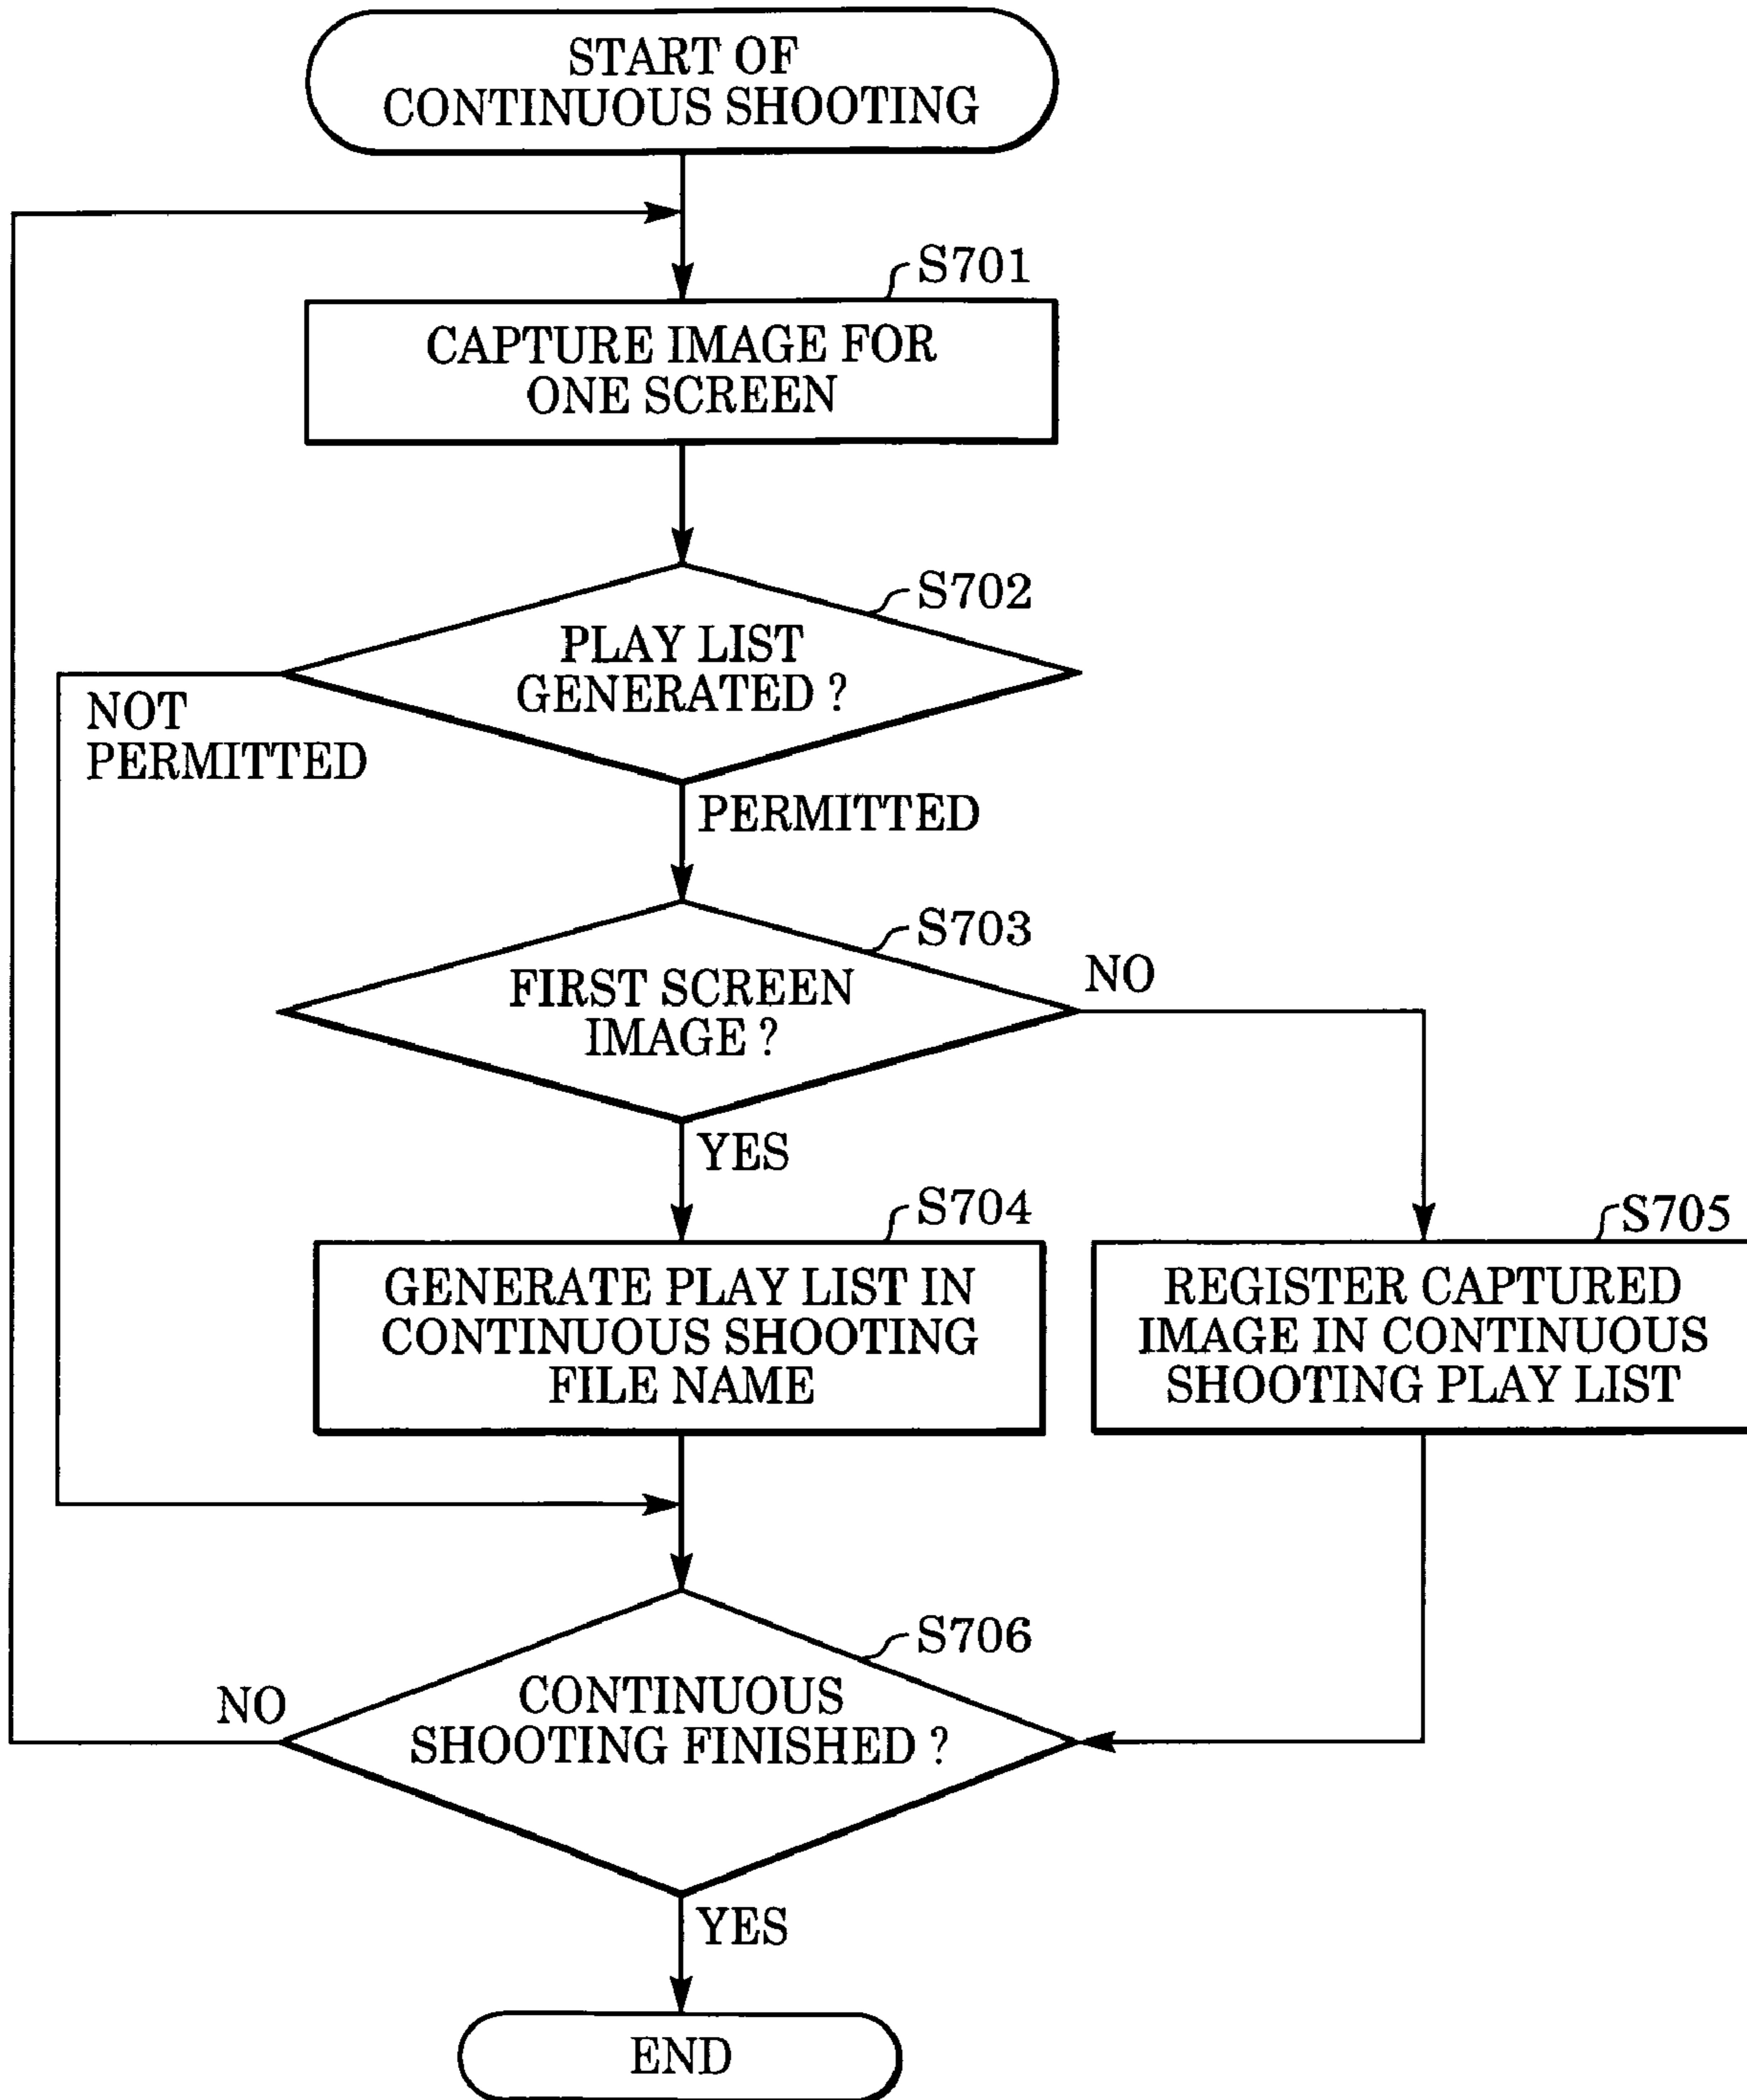 START OF
CONTINUOUS SHOOTING
S701
CAPTURE IMAGE FOR
ONE SCREEN
S702
PLAY LIST
GENERATED ?
NOT
PERMITTED
PERMITTED
S703
FIRST SCREEN
IMAGE ?
NO
YES
S704
GENERATE PLAY LIST IN
CONTINUOUS SHOOTING
FILE NAME
S705
REGISTER CAPTURED
IMAGE IN CONTINUOUS
SHOOTING PLAY LIST
S706
CONTINUOUS
SHOOTING FINISHED ?
NO
YES
END